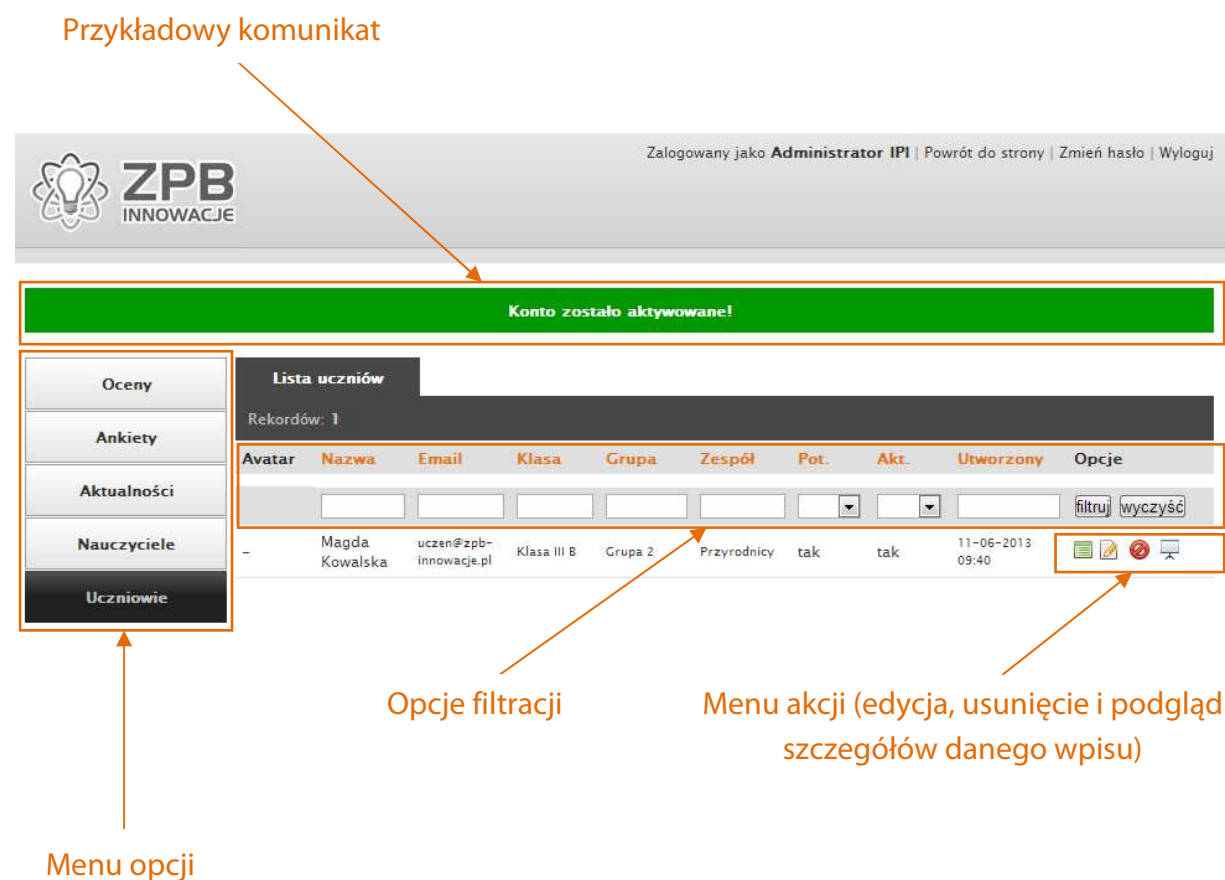 Przykładowy komunikat
Zalogowany jako Administrator IPI | Powrót do strony | Zmień hasło | Wyloguj
ZPB
INNOWACJE
Konto zostało aktywowane!
Oceny
Ankiety
Aktualności
Nauczyciele
Uczniowie
Lista uczniów
Rekordów: 1
Avatar Nazwa Email Klasa Grupa Zespół Pot. Akt. Utworzony Opcje
filtruj wyczyść
– Magda Kowalska uczen@zpb-innowacje.pl Klasa III B Grupa 2 Przyrodnicy tak tak 11-06-2013 09:40
Opcje filtracji
Menu akcji (edycja, usunięcie i podgląd
szczegółów danego wpisu)
Menu opcji